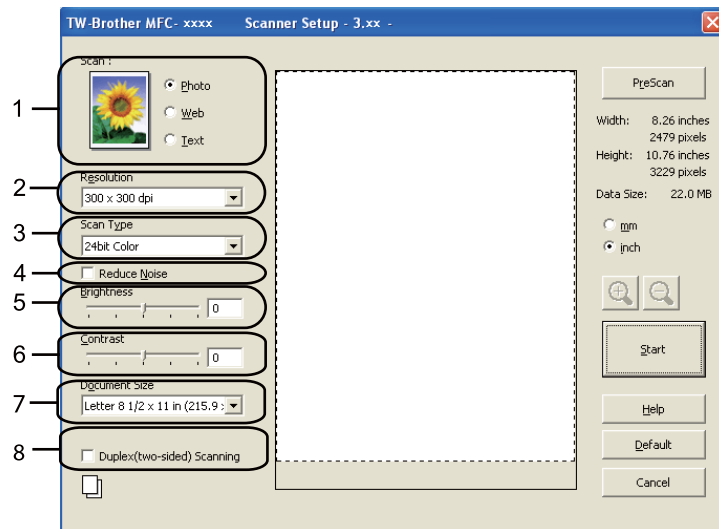 TW-Brother MFC- xxxx Scanner Setup - 3.xx -
Scan :
1
Photo
Web
Text
2
Resolution
300 x 300 dpi
3
Scan Type
24bit Color
4
Reduce Noise
5
Brightness
0
6
Contrast
0
7
Document Size
Letter 8 1/2 x 11 in (215.9 x
8
Duplex(two-sided) Scanning
PreScan
Width: 8.26 inches
2479 pixels
Height: 10.76 inches
3229 pixels
Data Size: 22.0 MB
mm
inch
Start
Help
Default
Cancel